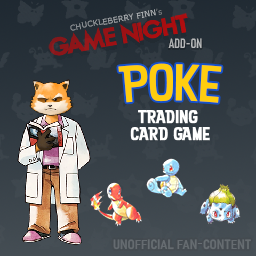 CHUCKLEBERRY FINN's
GAME NIGHT
ADD-ON
POKE
TRADING
CARD GAME
UNOFFICIAL FAN-CONTENT